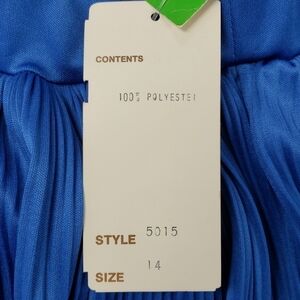 CONTENTS
100% POLYESTER
STYLE 5015
SIZE 14